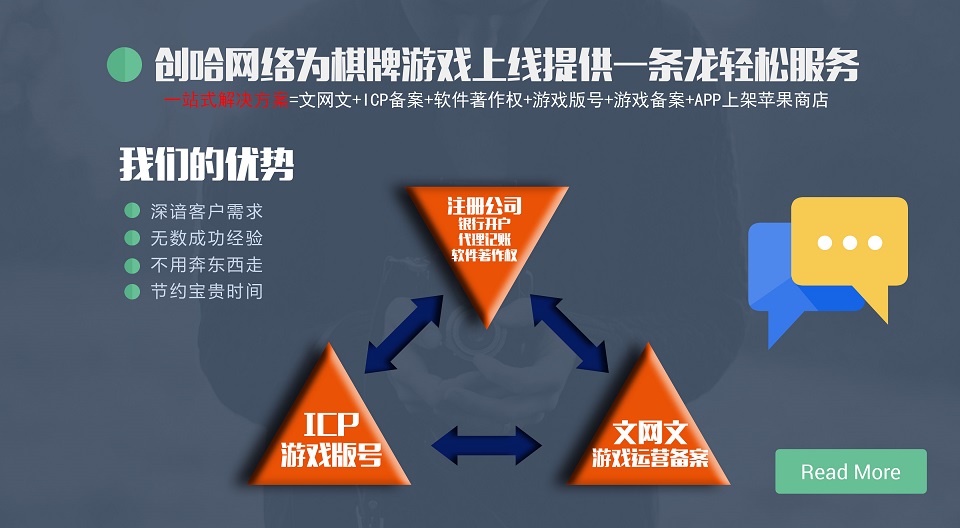 创哈网络为棋牌游戏上线提供一条龙轻松服务
一站式解决方案=文网文+ICP备案+软件著作权+游戏版号+游戏备案+APP上架苹果商店
我们的优势
深谙客户需求
无数成功经验
不用奔东西走
节约宝贵时间
注册公司
银行开户
代理记账
软件著作权
ICP
游戏版号
文网文
游戏运营备案
Read More